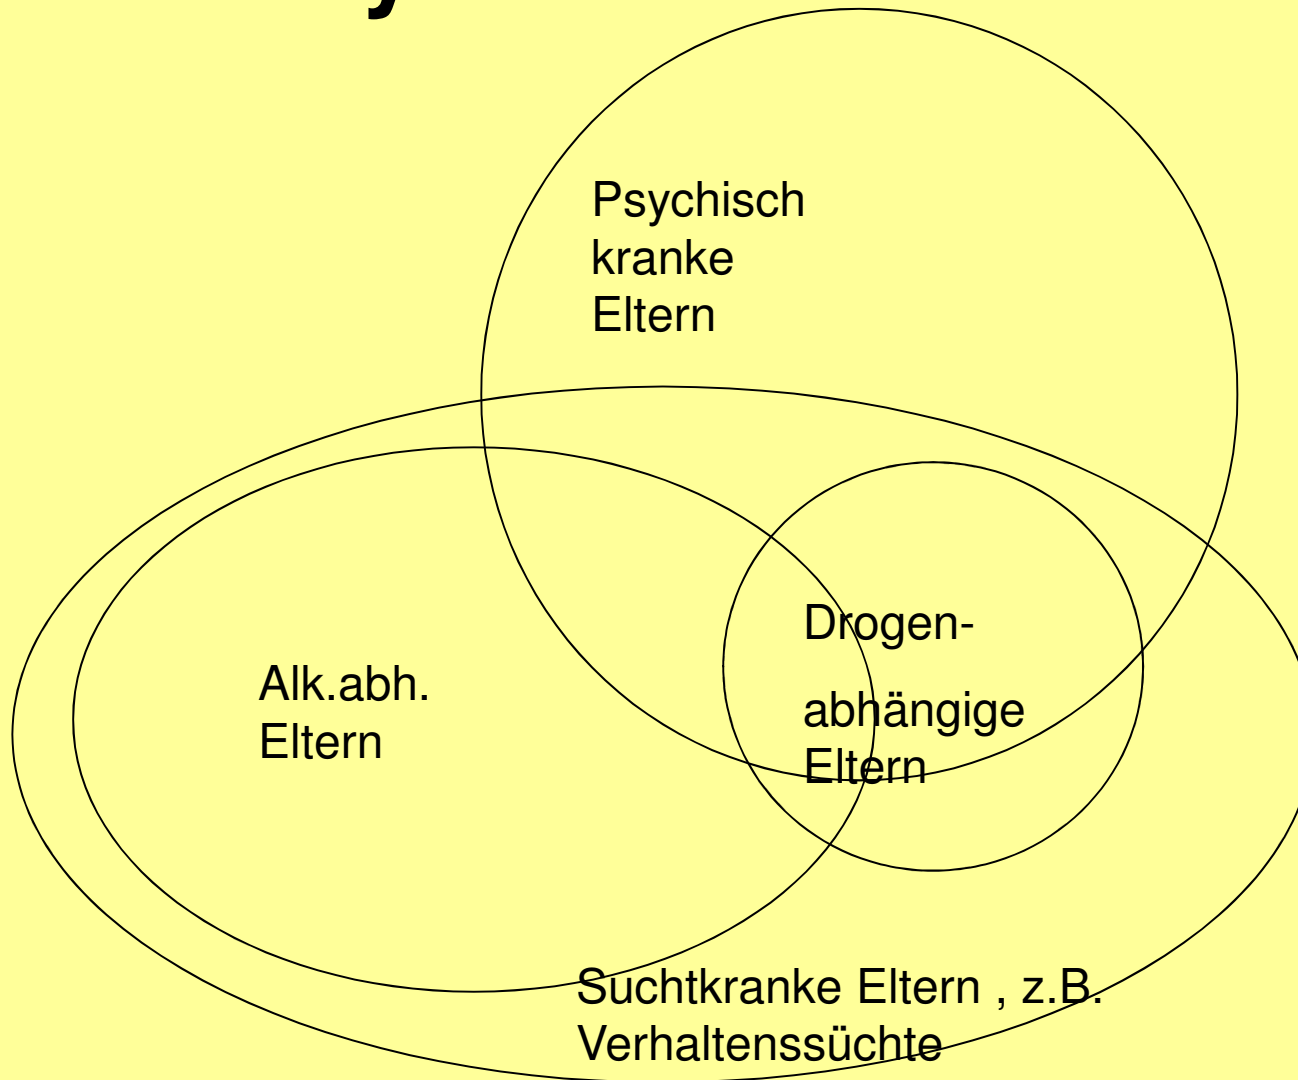 Psychisch
kranke
Eltern
Drogen-
abhängige
Eltern
Alk.abh.
Eltern
Suchtkranke Eltern , z.B.
Verhaltenssüchte